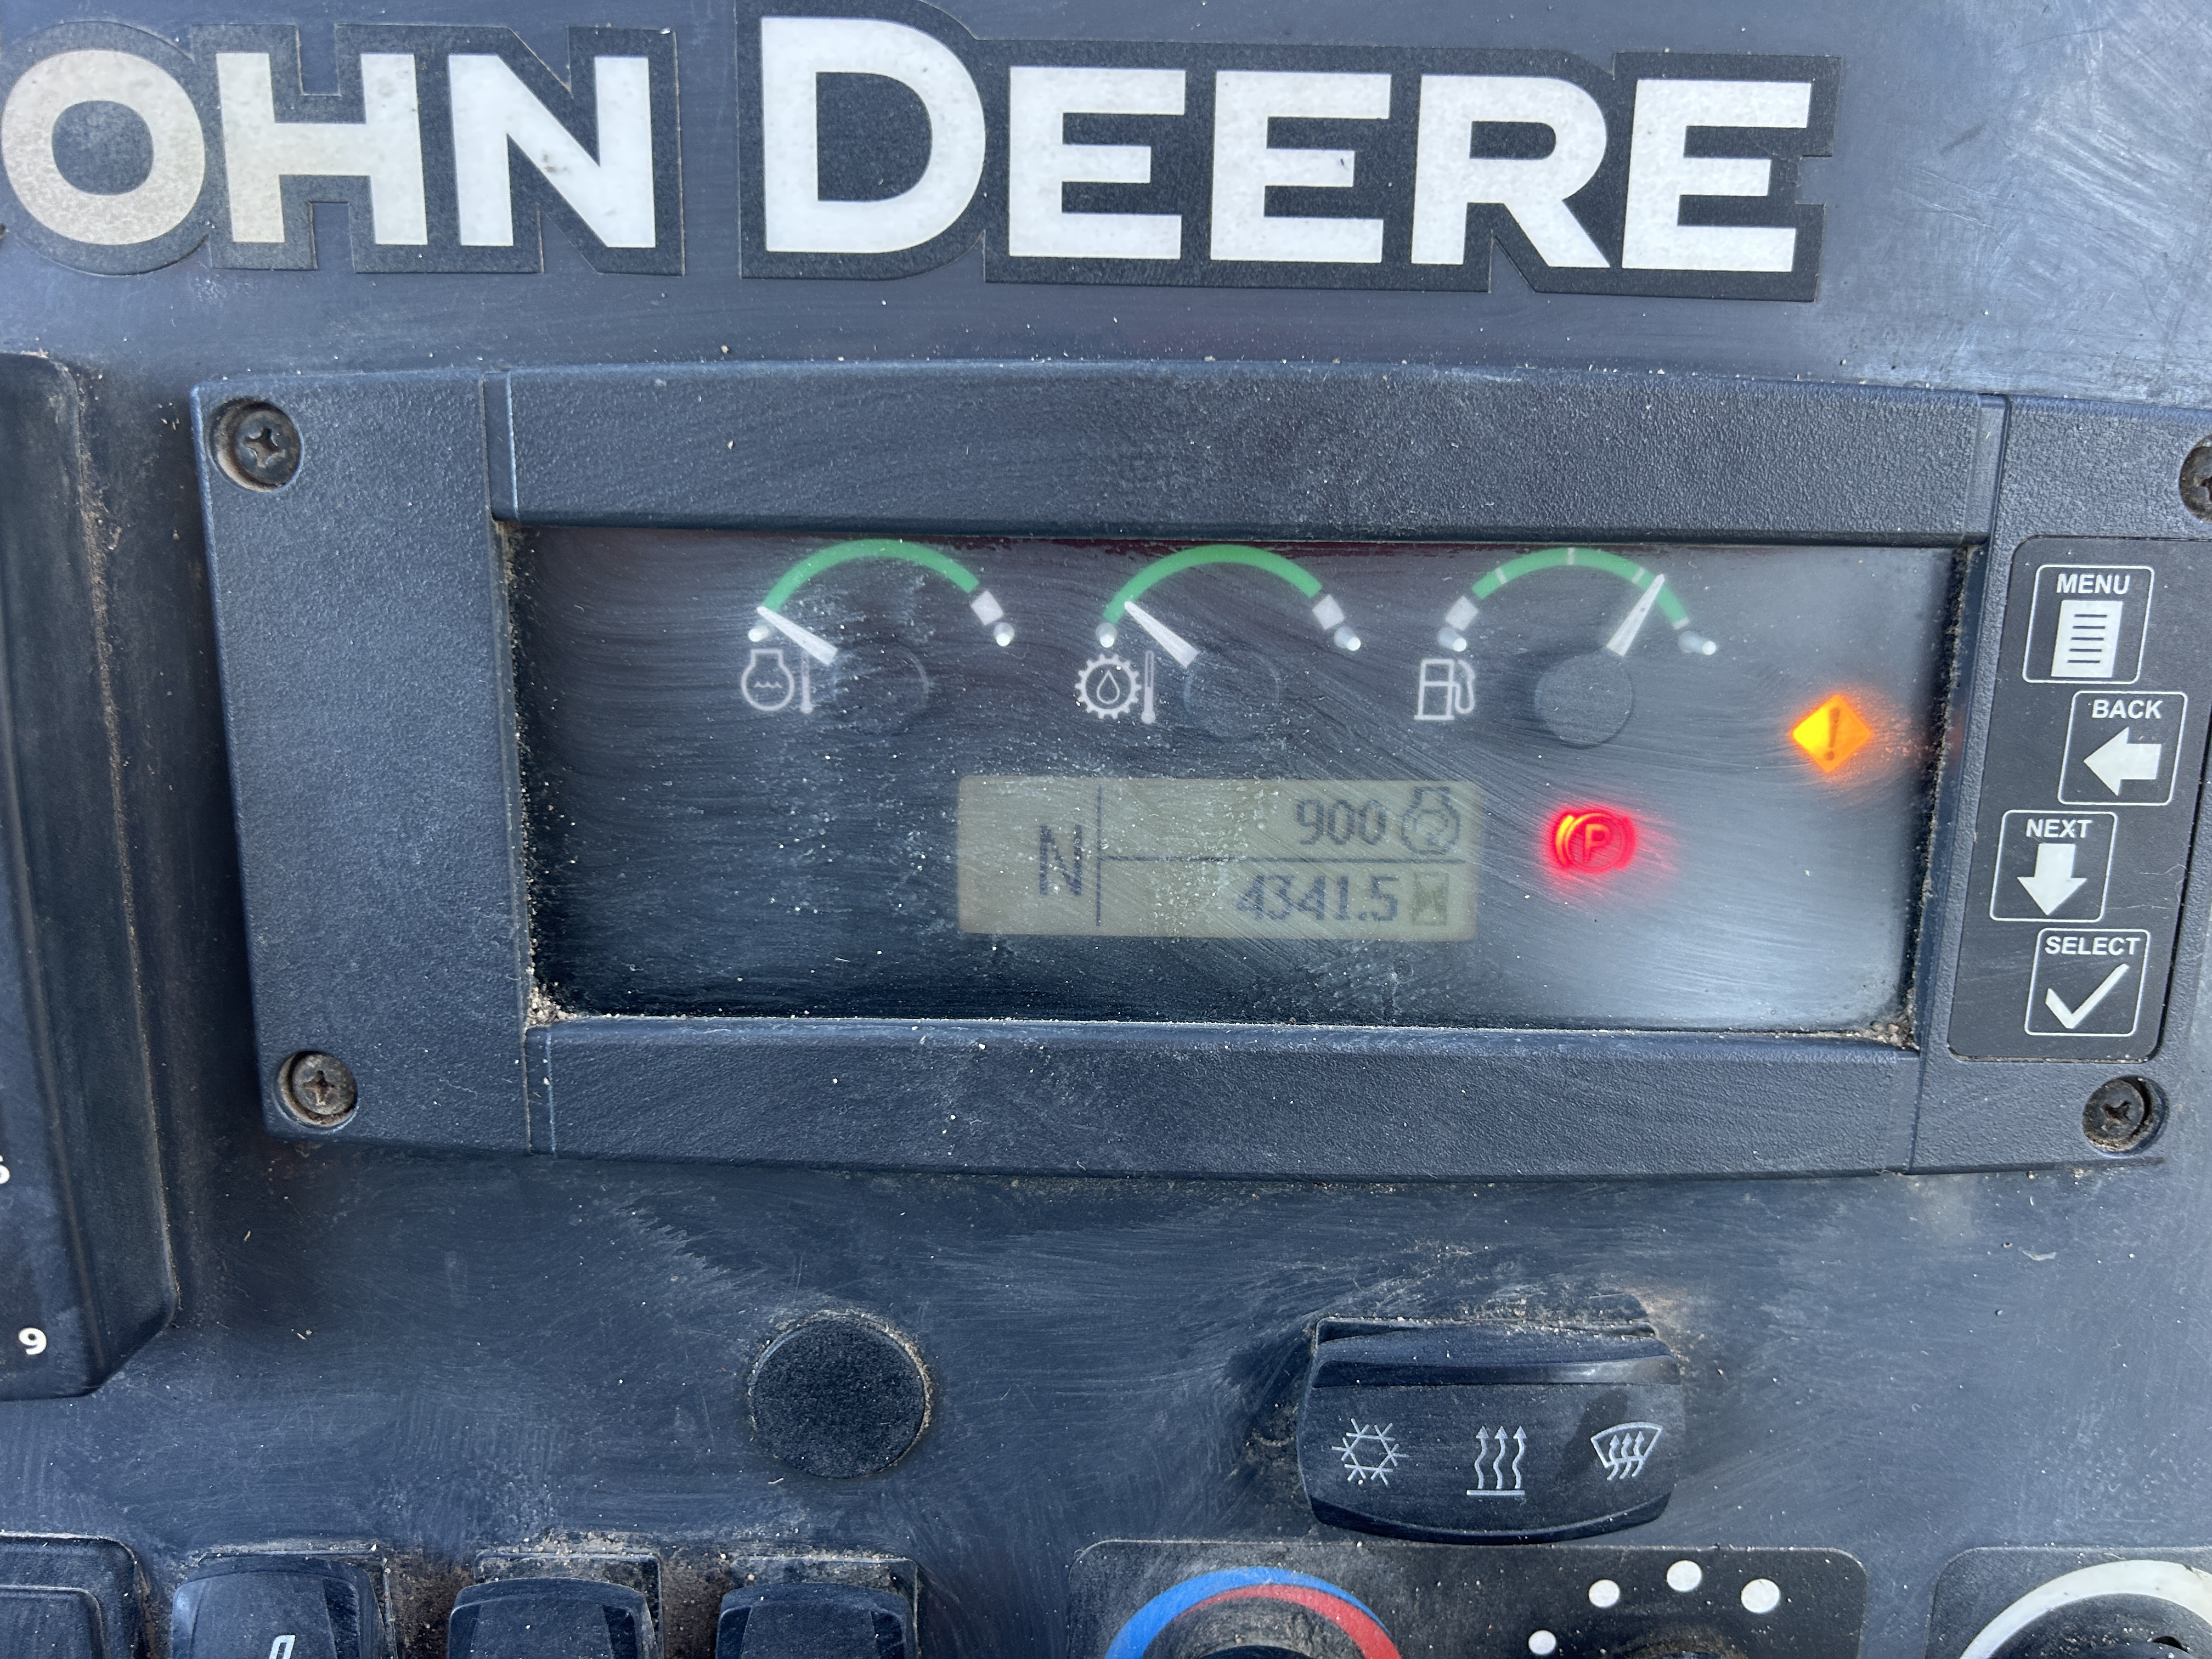 OHN DEERE
MENU
BACK
NEXT
SELECT
N
900
4341.5
P
9